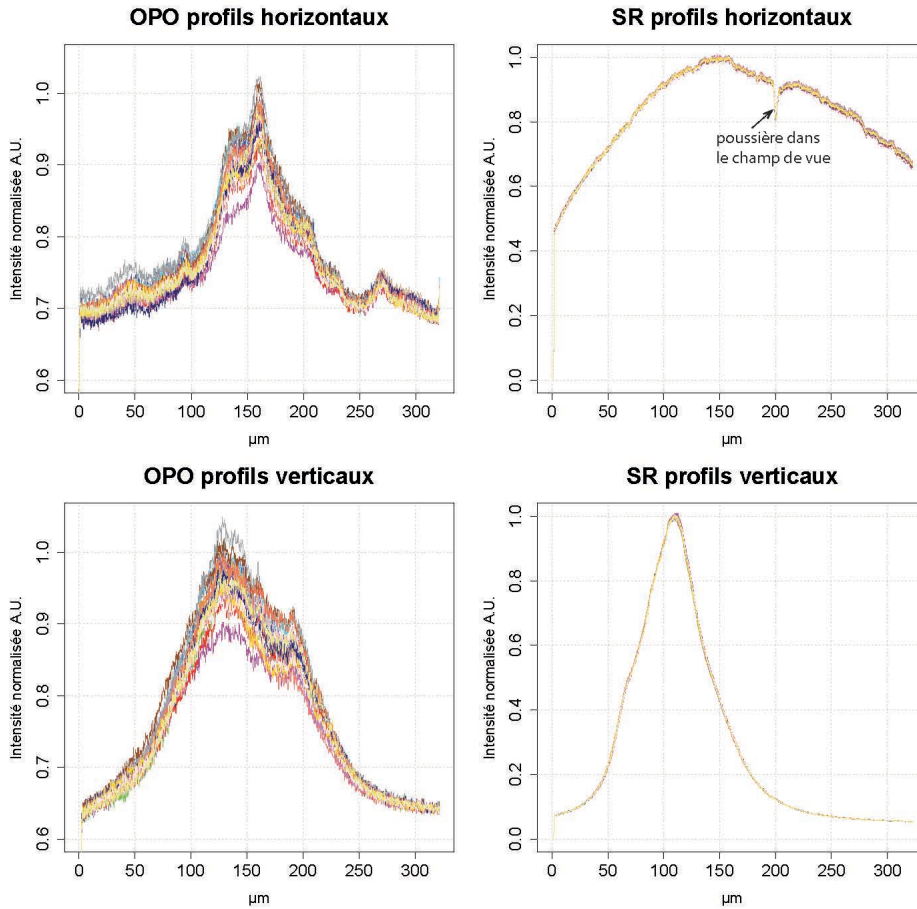 OPO profils horizontaux
Intensité normalisée A.U.
1.0
0.9
0.8
0.7
0.6
0 50 100 150 200 250 300
µm
SR profils horizontaux
Intensité normalisée A.U.
1.0
0.8
0.6
0.4
0.2
0.0
poussière dans
le champ de vue
0 50 100 150 200 250 300
µm
OPO profils verticaux
Intensité normalisée A.U.
1.0
0.9
0.8
0.7
0.6
0 50 100 150 200 250 300
µm
SR profils verticaux
Intensité normalisée A.U.
1.0
0.8
0.6
0.4
0.2
0.0
0 50 100 150 200 250 300
µm